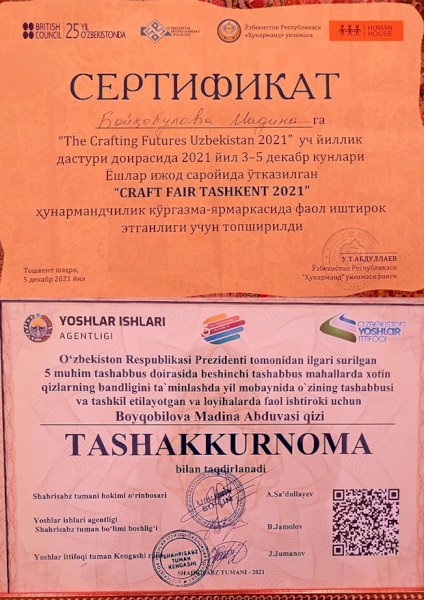 BRITISH COUNCIL
25 YIL O'ZBEKISTONDA
Ўзбекистон Республикаси
«Ҳунарманд» уюшмаси
HUMAN HOUSE
СЕРТИФИКАТ
Бойқобулова Мадина га
“The Crafting Futures Uzbekistan 2021” уч йиллик
дастури доирасида 2021 йил 3–5 декабр кунлари
Ёшлар ижод саройида ўтказилган
“CRAFT FAIR TASHKENT 2021”
ҳунармандчилик кўргазма-ярмаркасида фаол иштирок
этганлиги учун топширилди
Тошкент шаҳри,
5 декабр 2021 йил
У.Т.АБДУЛЛАЕВ
Ўзбекистон Республикаси
"Ҳунарманд" уюшмаси раиси
YOSHLAR ISHLARI
AGENTLIGI
O‘ZBEKISTON
YOSHLAR
ITTIFOQI
O‘zbekiston Respublikasi Prezidenti tomonidan ilgari surilgan
5 muhim tashabbus doirasida beshinchi tashabbus mahallarda xotin
qizlarning bandligini ta`minlashda yil mobaynida o`zining tashabbusi
va tashkil etilayotgan va loyihalarda faol ishtiroki uchun
Boyqobilova Madina Abduvasi qizi
TASHAKKURNOMA
bilan taqdirlanadi
Shahrisabz tumani hokimi o‘rinbosari
A.Sa'dullayev
Yoshlar ishlari agentligi
Shahrisabz tuman bo‘limi boshlig‘i
B.Jamolov
Yoshlar ittifoqi tuman Kengashi raisi
J.Jumanov
SHAHRISABZ
TUMAN
KENGASHI
SHAHRISABZ TUMANI - 2021